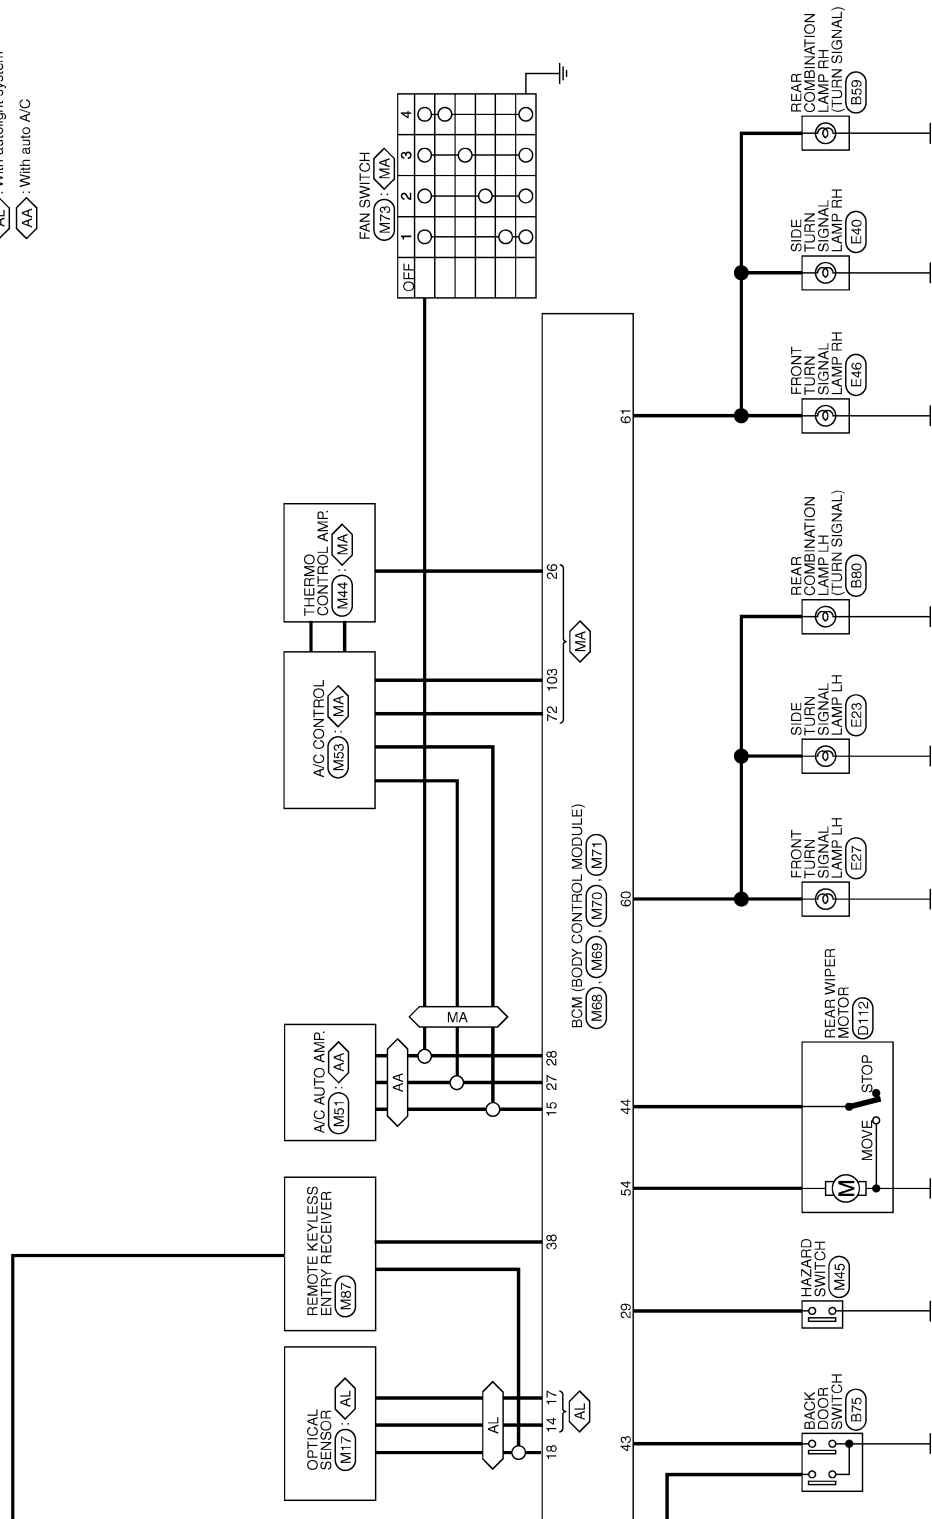 AL : With autolight system
AA : With auto A/C
FAN SWITCH
M73 : MA
OFF 1 2 3 4
THERMO
CONTROL AMP.
M44 : MA
A/C CONTROL
M53 : MA
A/C AUTO AMP.
M51 : AA
REMOTE KEYLESS
ENTRY RECEIVER
M87
OPTICAL
SENSOR
M17 : AL
MA
AA
AL
18 14 17 38 15 27 28 72 103 26
AL
MA
BCM (BODY CONTROL MODULE)
M68 , M69 , M70 , M71
43 29 54 44 60 61
BACK
DOOR
SWITCH
B75
HAZARD
SWITCH
M45
REAR WIPER
MOTOR
D112
M
MOVE
STOP
FRONT
TURN
SIGNAL
LAMP LH
E27
SIDE
TURN
SIGNAL
LAMP LH
E23
REAR
COMBINATION
LAMP LH
(TURN SIGNAL)
B80
FRONT
TURN
SIGNAL
LAMP RH
E46
SIDE
TURN
SIGNAL
LAMP RH
E40
REAR
COMBINATION
LAMP RH
(TURN SIGNAL)
B59